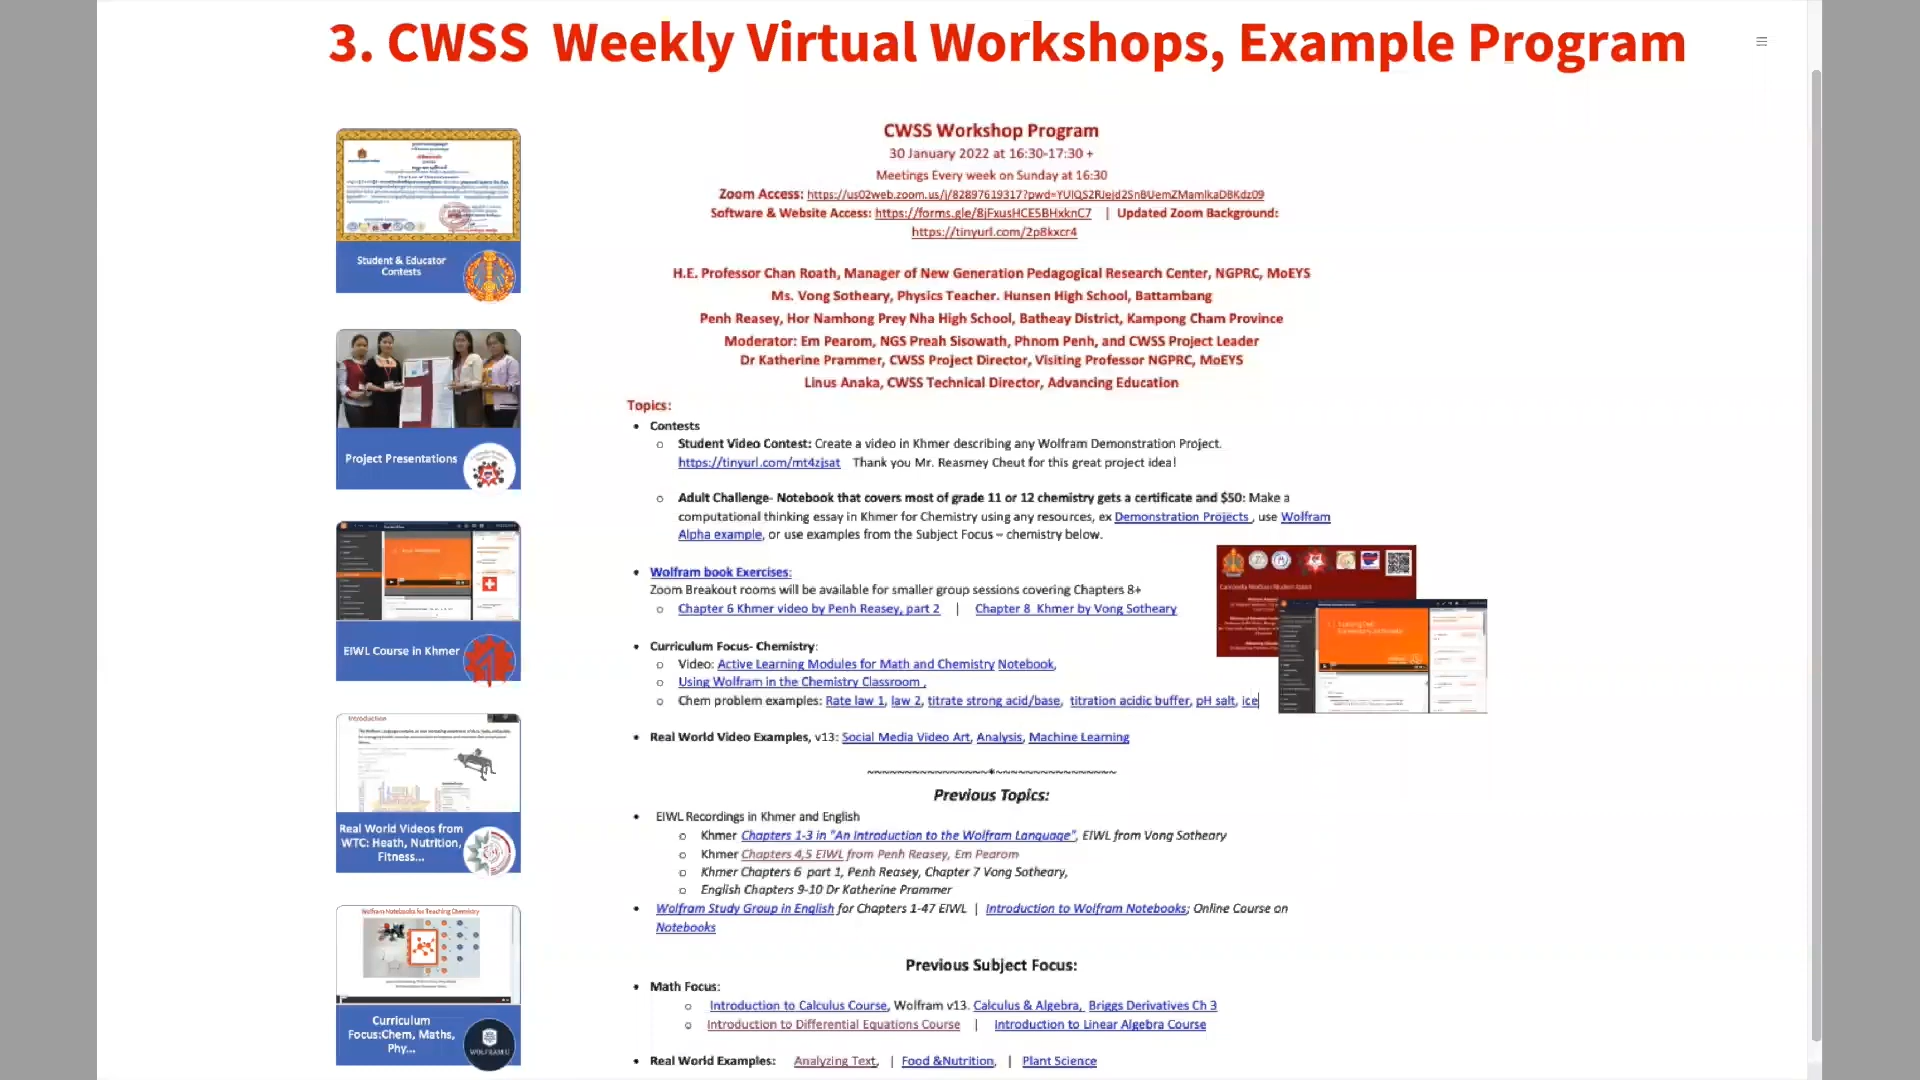 3. CWSS Weekly Virtual Workshops, Example Program
Student & Educator
Contests
Project Presentations
EIWL Course in Khmer
Introduction
Real World Videos from
WTC: Heath, Nutrition,
Fitness...
Wolfram Notebooks for Teaching Chemistry
Curriculum
Focus:Chem, Maths,
Phy...
WOLFRAM U
CWSS Workshop Program
30 January 2022 at 16:30-17:30 +
Meetings Every week on Sunday at 16:30
Zoom Access: 
Software & Website Access: https://forms.gle/8jFxusHCE5BHxknC7 | Updated Zoom Background:
https://tinyurl.com/2p8kxcr4
H.E. Professor Chan Roath, Manager of New Generation Pedagogical Research Center, NGPRC, MoEYS
Ms. Vong Sotheary, Physics Teacher. Hunsen High School, Battambang
Penh Reasey, Hor Namhong Prey Nha High School, Batheay District, Kampong Cham Province
Moderator: Em Pearom, NGS Preah Sisowath, Phnom Penh, and CWSS Project Leader
Dr Katherine Prammer, CWSS Project Director, Visiting Professor NGPRC, MoEYS
Linus Anaka, CWSS Technical Director, Advancing Education
Topics:
• Contests
o Student Video Contest: Create a video in Khmer describing any Wolfram Demonstration Project.
https://tinyurl.com/mt4zjsat Thank you Mr. Reasmey Cheut for this great project idea!
o Adult Challenge- Notebook that covers most of grade 11 or 12 chemistry gets a certificate and $50: Make a
computational thinking essay in Khmer for Chemistry using any resources, ex Demonstration Projects , use Wolfram
Alpha example, or use examples from the Subject Focus – chemistry below.
• Wolfram book Exercises:
Zoom Breakout rooms will be available for smaller group sessions covering Chapters 8+
o Chapter 6 Khmer video by Penh Reasey, part 2 | Chapter 8 Khmer by Vong Sotheary
• Curriculum Focus- Chemistry:
o Video: Active Learning Modules for Math and Chemistry Notebook,
o Using Wolfram in the Chemistry Classroom ,
o Chem problem examples: Rate law 1, law 2, titrate strong acid/base, titration acidic buffer, pH salt, ice
• Real World Video Examples, v13: Social Media Video Art, Analysis, Machine Learning
~~~~~~~~~~~~~~~~*~~~~~~~~~~~~~~~~
Previous Topics:
• EIWL Recordings in Khmer and English
o Khmer Chapters 1-3 in "An Introduction to the Wolfram Language", EIWL from Vong Sotheary
o Khmer Chapters 4,5 EIWL from Penh Reasey, Em Pearom
o Khmer Chapters 6 part 1, Penh Reasey, Chapter 7 Vong Sotheary,
o English Chapters 9-10 Dr Katherine Prammer
• Wolfram Study Group in English for Chapters 1-47 EIWL | Introduction to Wolfram Notebooks; Online Course on
Notebooks
Previous Subject Focus:
• Math Focus:
o Introduction to Calculus Course, Wolfram v13. Calculus & Algebra, Briggs Derivatives Ch 3
o Introduction to Differential Equations Course | Introduction to Linear Algebra Course
• Real World Examples: Analyzing Text, | Food &Nutrition, | Plant Science